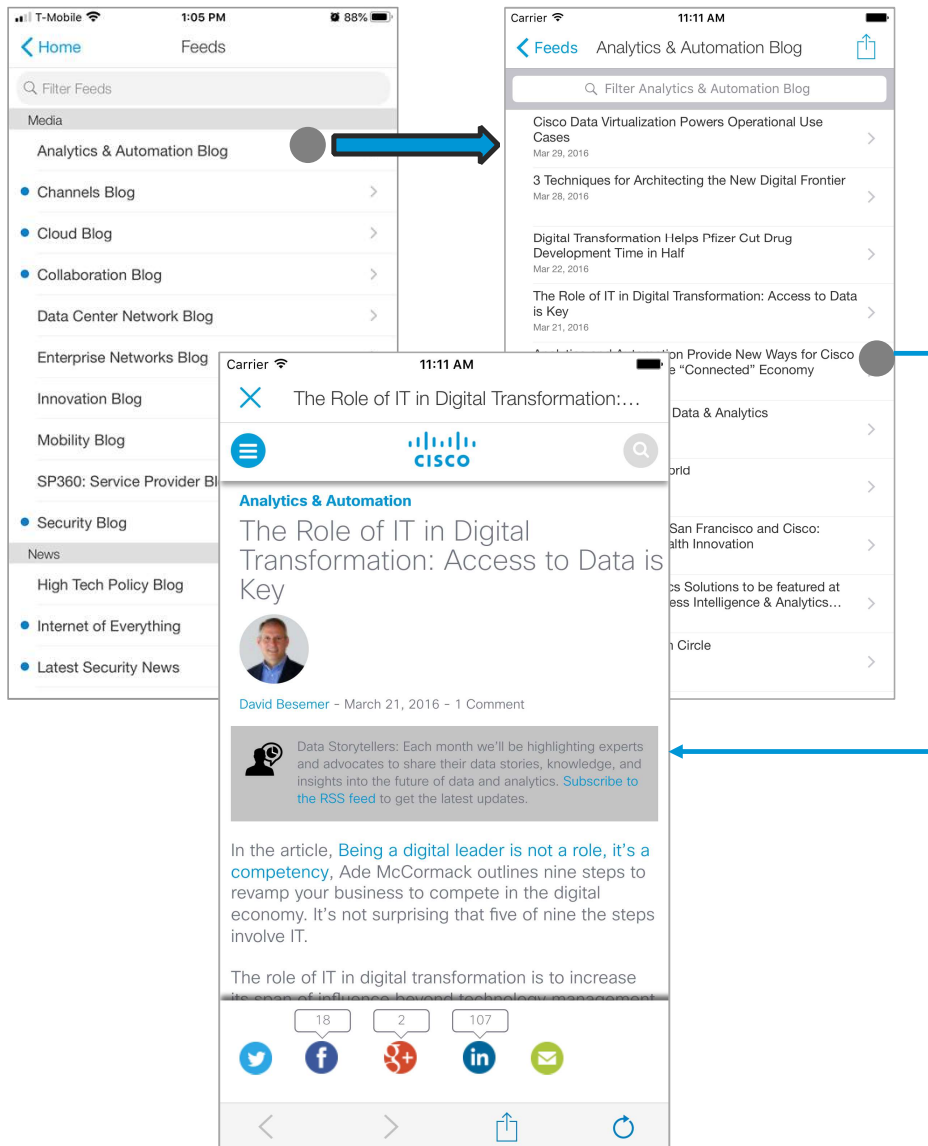 T-Mobile 1:05 PM 88%
Home Feeds
Filter Feeds
Media
Analytics & Automation Blog
Channels Blog
Cloud Blog
Collaboration Blog
Data Center Network Blog
Enterprise Networks Blog
Innovation Blog
Mobility Blog
SP360: Service Provider
Security Blog
News
High Tech Policy Blog
Internet of Everything
Latest Security News
Carrier 11:11 AM
Feeds Analytics & Automation Blog
Filter Analytics & Automation Blog
Cisco Data Virtualization Powers Operational Use
Cases
Mar 29, 2016
3 Techniques for Architecting the New Digital Frontier
Mar 28, 2016
Digital Transformation Helps Pfizer Cut Drug
Development Time in Half
Mar 22, 2016
The Role of IT in Digital Transformation: Access to Data
is Key
Mar 21, 2016
Provide New Ways for Cisco
"Connected" Economy
Data & Analytics
San Francisco and Cisco:
Innovation
Solutions to be featured at
Intelligence & Analytics...
Circle
Carrier 11:11 AM
The Role of IT in Digital Transformation:...
CISCO
Analytics & Automation
The Role of IT in Digital
Transformation: Access to Data is
Key
David Besemer - March 21, 2016 - 1 Comment
Data Storytellers: Each month we'll be highlighting experts
and advocates to share their data stories, knowledge, and
insights into the future of data and analytics. Subscribe to
the RSS feed to get the latest updates.
In the article, Being a digital leader is not a role, it's a
competency, Ade McCormack outlines nine steps to
revamp your business to compete in the digital
economy. It's not surprising that five of nine the steps
involve IT.
The role of IT in digital transformation is to increase
its span of influence beyond technology management
18 2 107
f g+ in